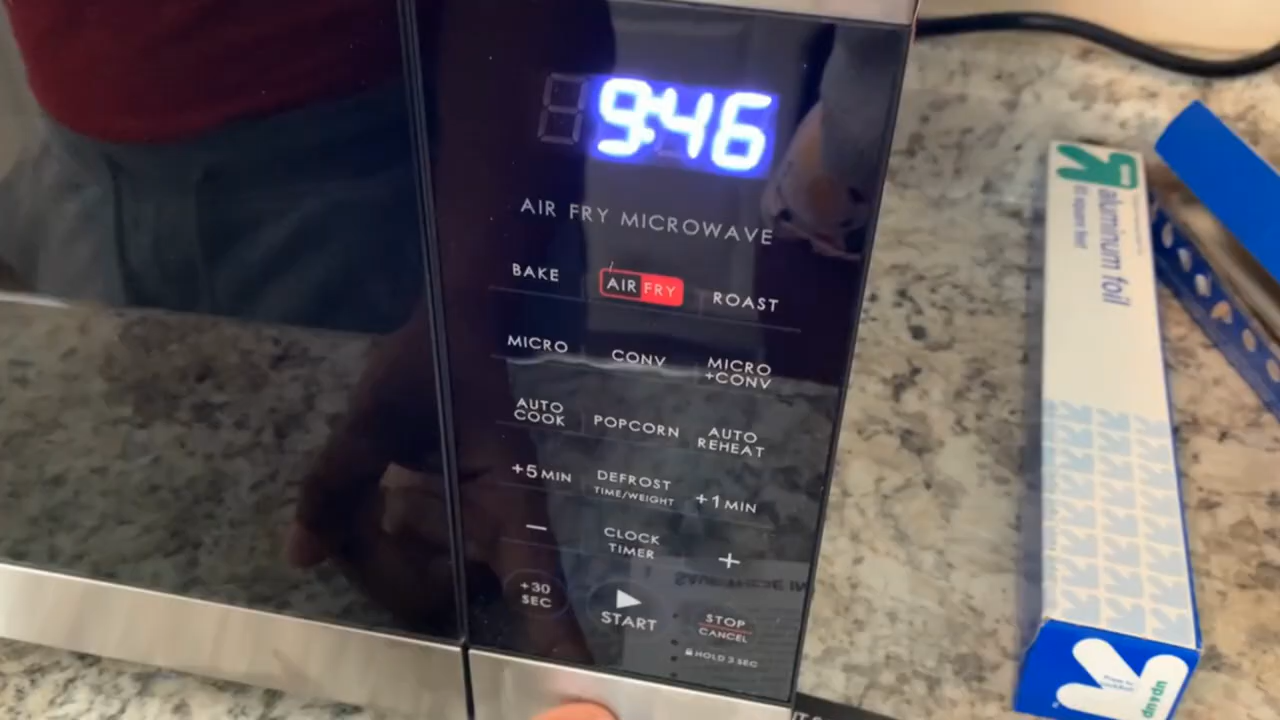 9:46
AIR FRY MICROWAVE
BAKE
AIR FRY
ROAST
MICRO
CONV
MICRO
+CONV
AUTO
COOK
POPCORN
AUTO
REHEAT
+5 MIN
DEFROST
TIME/WEIGHT
+1 MIN
−
CLOCK
TIMER
+
+30
SEC
START
STOP
CANCEL
HOLD 3 SEC
aluminum foil
up&up